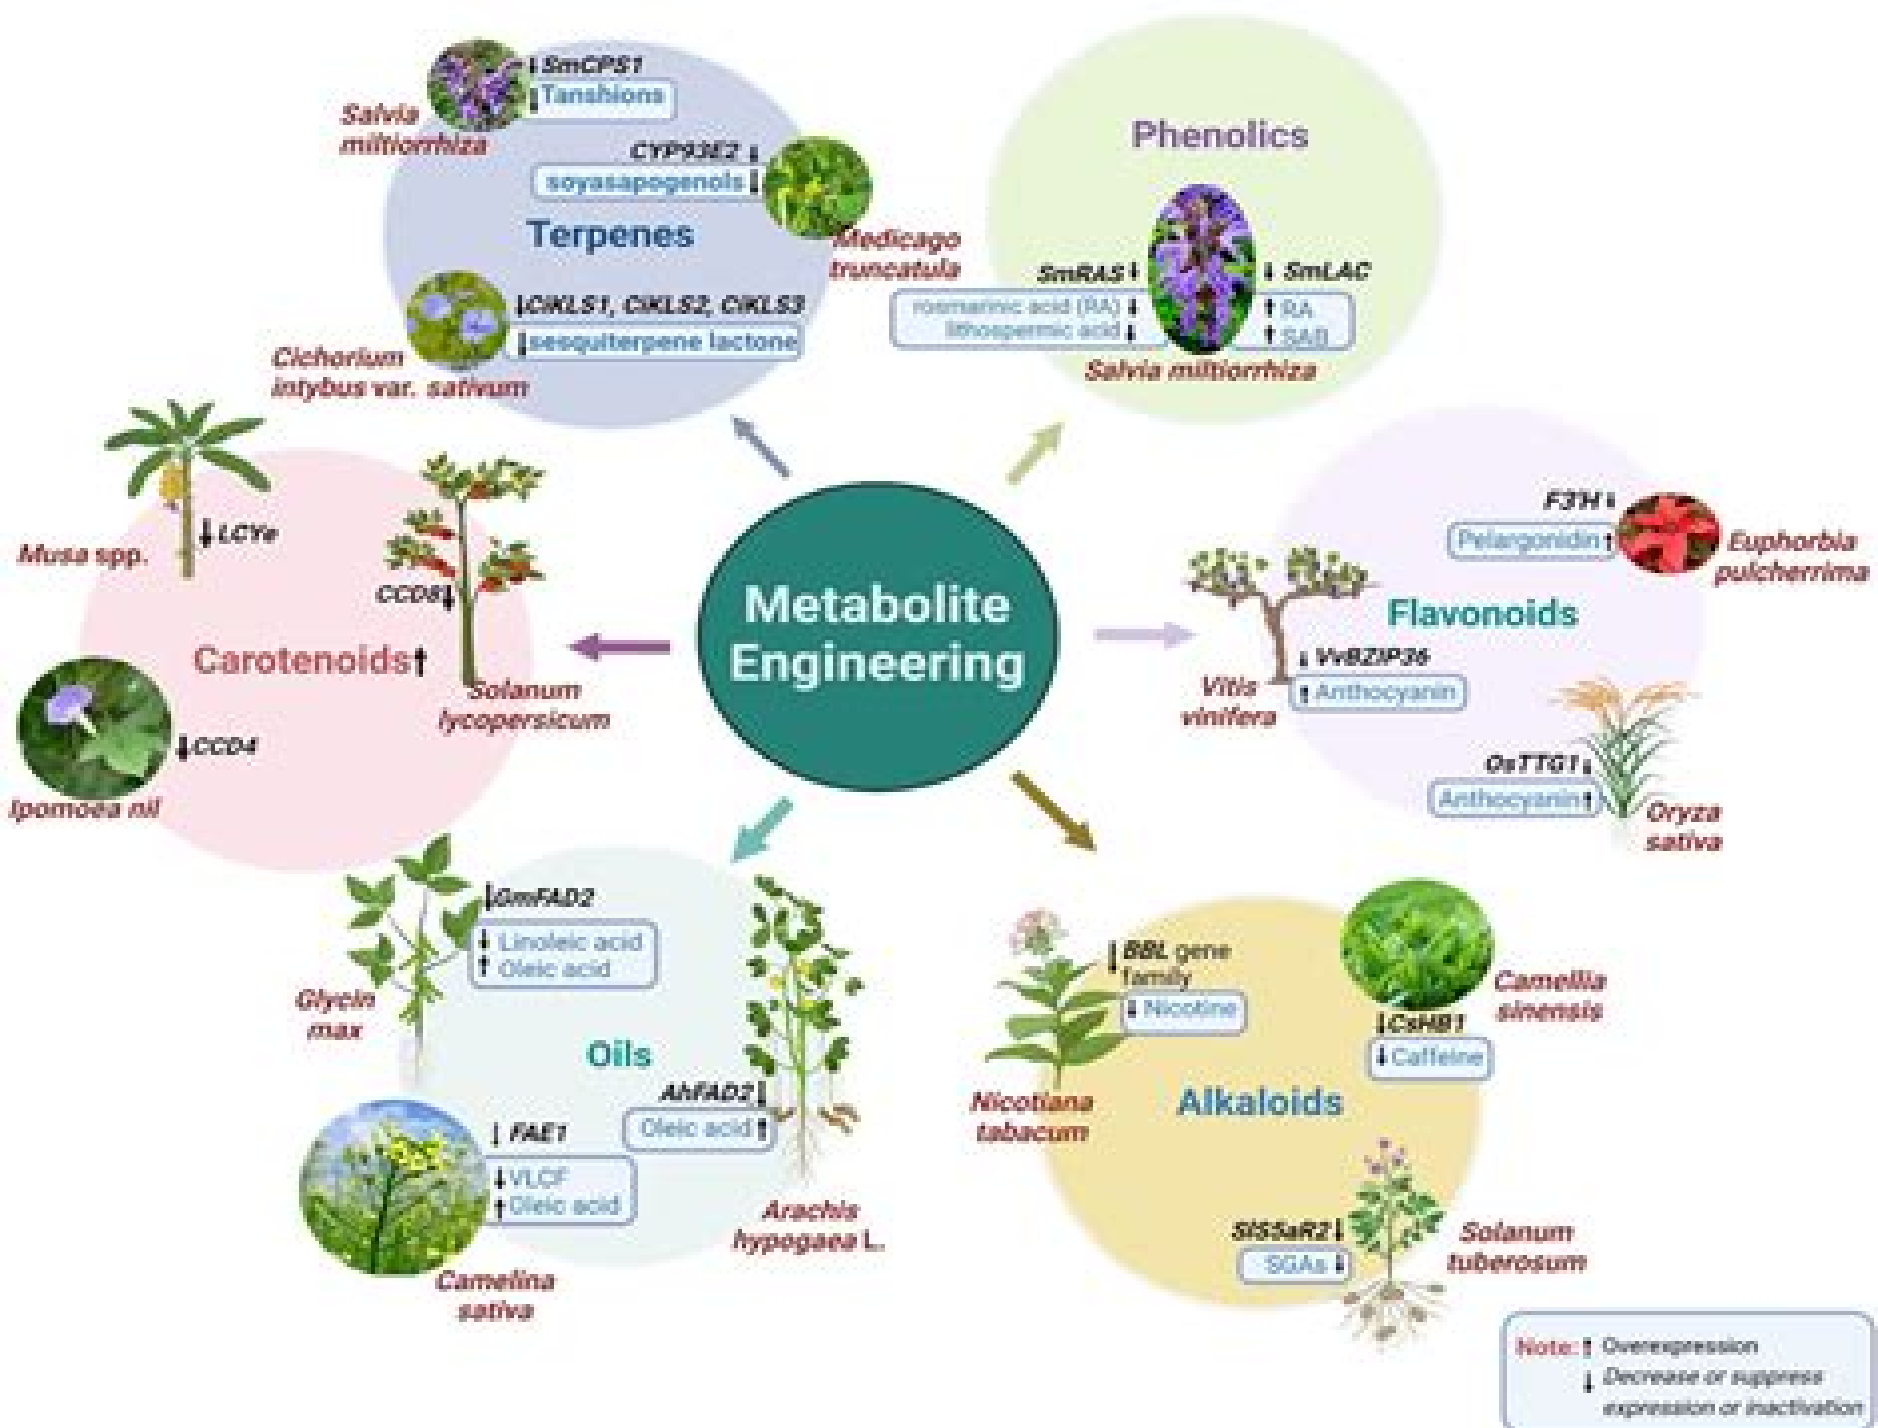 SmCPS1
Tanshions
Salvia
miltiorrhiza
CYP93E2
soyasapogenols
Terpenes
Medicago
truncatula
CiKLS1, CiKLS2, CiKLS3
sesquiterpene lactone
Cichorium
intybus var. sativum
Phenolics
SmRAS
rosmarinic acid (RA)
lithospermic acid
SmLAC
RA
SAB
Salvia miltiorrhiza
Musa spp.
LCYe
CCD8
Carotenoids
Solanum
lycopersicum
CCD4
Ipomoea nil
Metabolite
Engineering
F3'H
Pelargonidin
Euphorbia
pulcherrima
Flavonoids
VvBZIP36
Anthocyanin
Vitis
vinifera
OsTTG1
Anthocyanin
Oryza
sativa
GmFAD2
Linoleic acid
Oleic acid
Glycin
max
Oils
AhFAD2
Oleic acid
FAE1
VLCF
Oleic acid
Arachis
hypogaea L.
Camelina
sativa
BBL gene
family
Nicotine
Nicotiana
tabacum
Camellia
sinensis
CsHB1
Caffeine
Alkaloids
SlS5aR2
SGAs
Solanum
tuberosum
Note: ↑ Overexpression
↓ Decrease or suppress
expression or inactivation